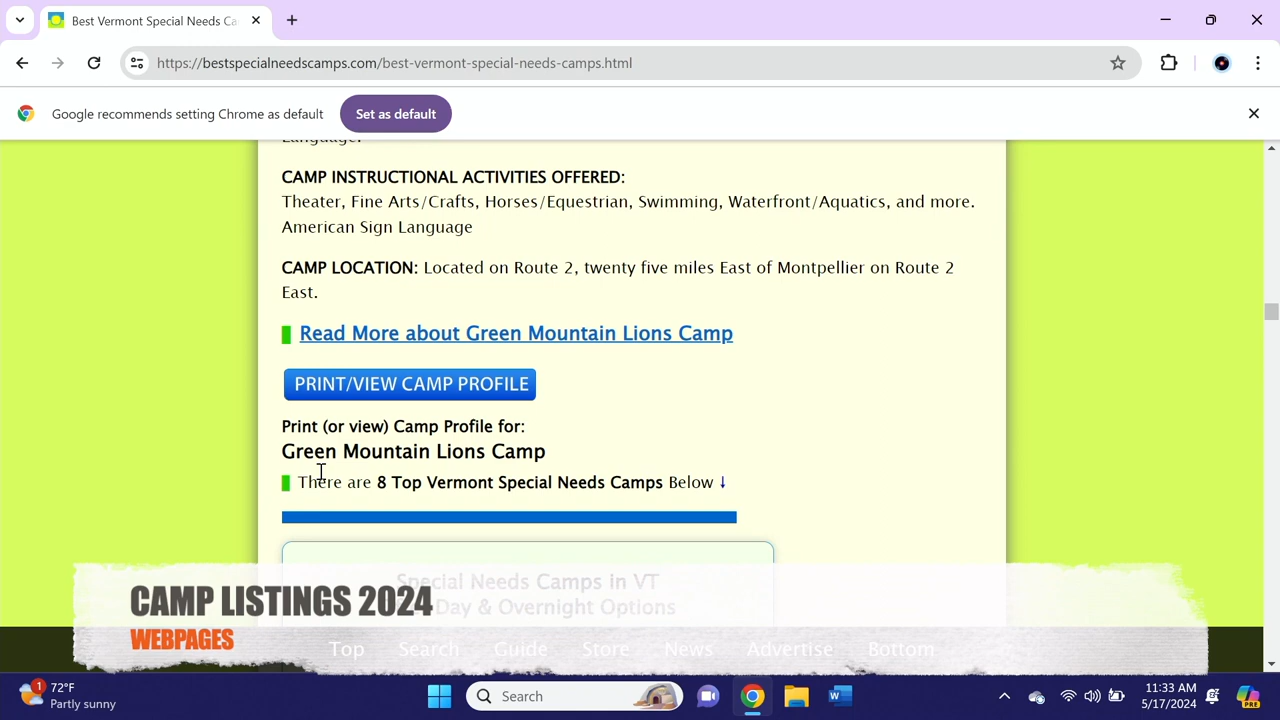 Best Vermont Special Needs Ca
https://bestspecialneedscamps.com/best-vermont-special-needs-camps.html
Google recommends setting Chrome as default
Set as default
Language.
CAMP INSTRUCTIONAL ACTIVITIES OFFERED:
Theater, Fine Arts/Crafts, Horses/Equestrian, Swimming, Waterfront/Aquatics, and more.
American Sign Language
CAMP LOCATION: Located on Route 2, twenty five miles East of Montpellier on Route 2
East.
Read More about Green Mountain Lions Camp
PRINT/VIEW CAMP PROFILE
Print (or view) Camp Profile for:
Green Mountain Lions Camp
There are 8 Top Vermont Special Needs Camps Below ↓
Special Needs Camps in VT
Day & Overnight Options
CAMP LISTINGS 2024
WEBPAGES
Top Search Guide Store News Advertise Bottom
1
72°F
Partly sunny
Search
W
PRE
11:33 AM
5/17/2024